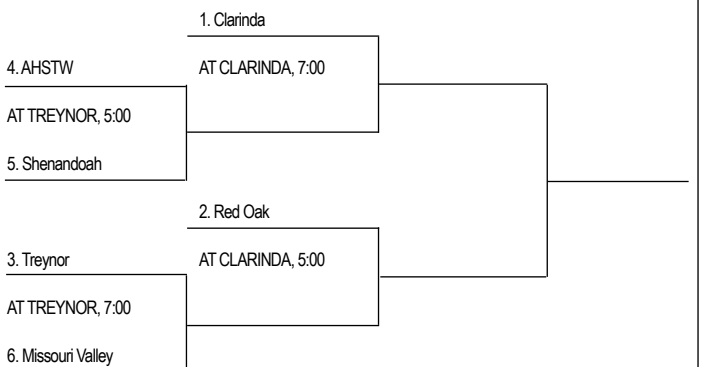 1. Clarinda
4. AHSTW
AT CLARINDA, 7:00
AT TREYNOR, 5:00
5. Shenandoah
2. Red Oak
3. Treynor
AT CLARINDA, 5:00
AT TREYNOR, 7:00
6. Missouri Valley